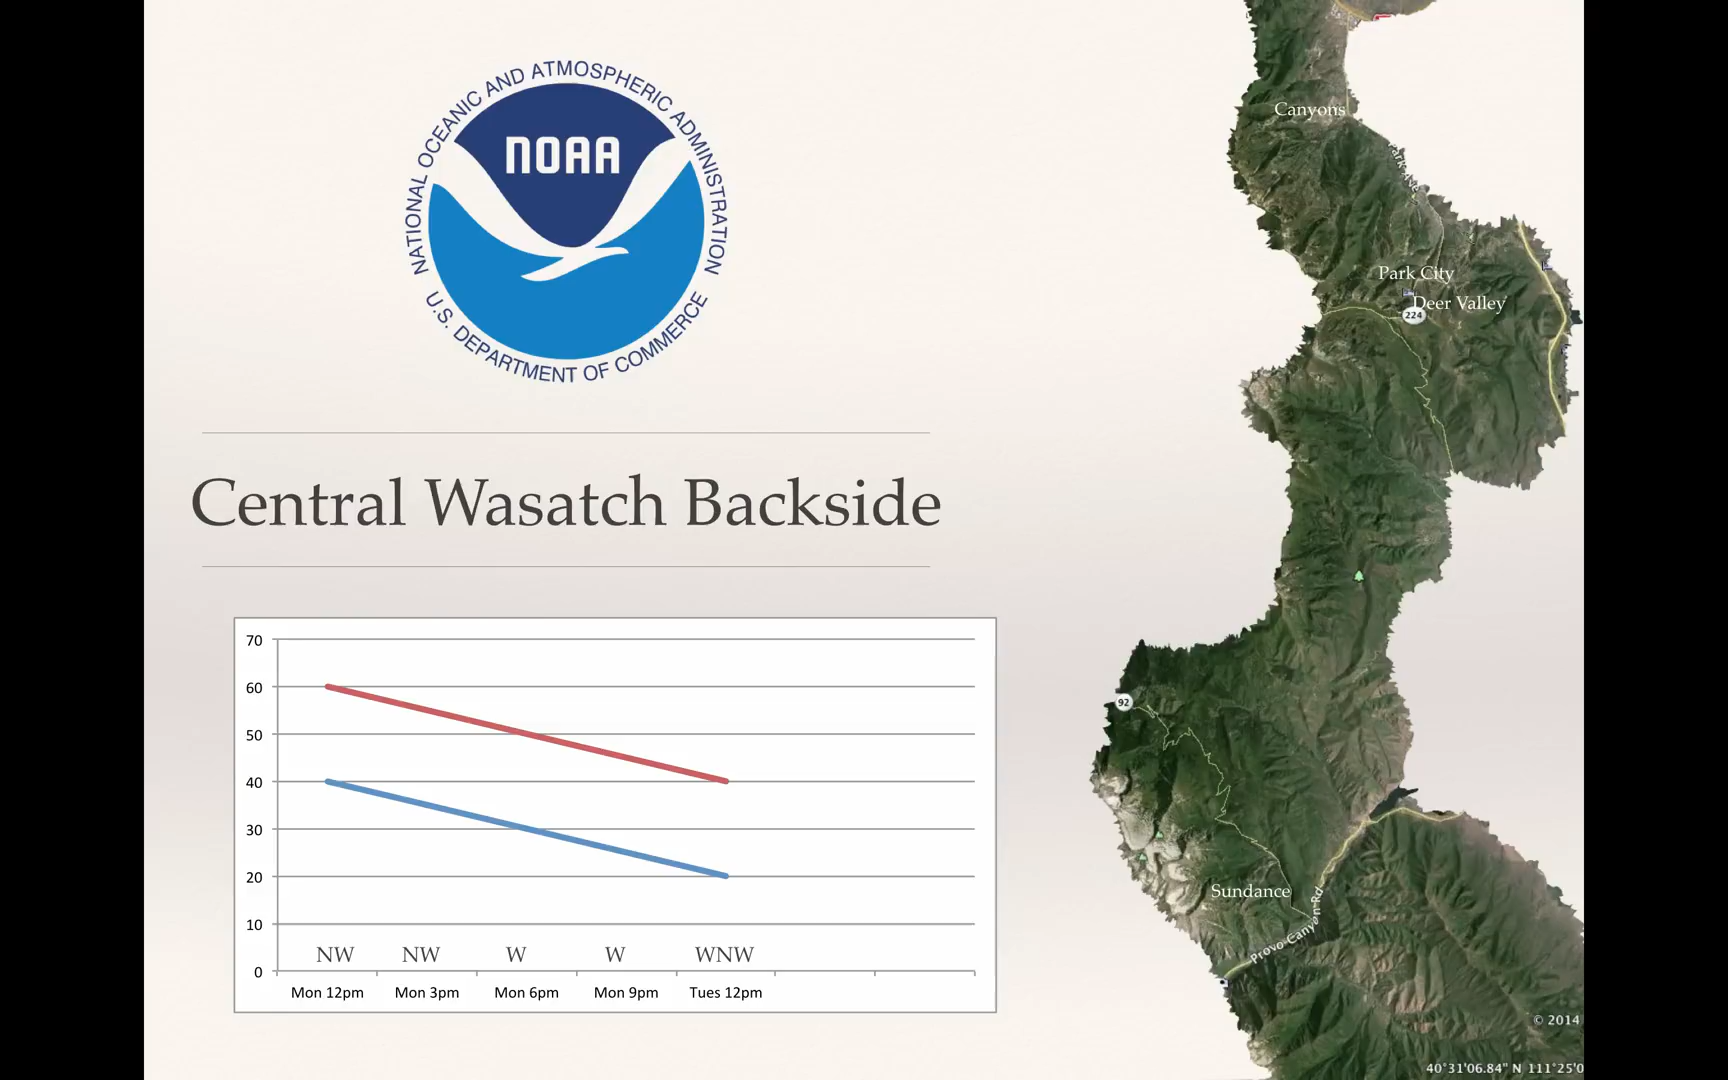 NATIONAL OCEANIC AND ATMOSPHERIC ADMINISTRATION
NOAA
U.S. DEPARTMENT OF COMMERCE
Central Wasatch Backside
70
60
50
40
30
20
10
0
NW NW W W WNW
Mon 12pm Mon 3pm Mon 6pm Mon 9pm Tues 12pm
Canyons
Park City
Deer Valley
224
92
Sundance
Provo Canyon Rd
© 2014
40°31'06.84" N 111°25'0